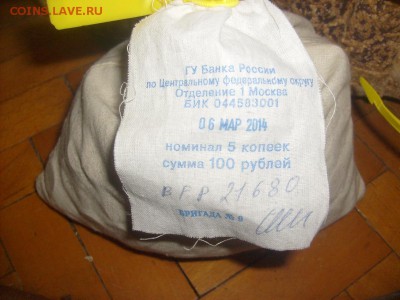 COINS.LAVE.RU
ГУ Банка России
по Центральному федеральному округу
Отделение 1 Москва
БИК 044583001
06 МАР 2014
номинал 5 копеек
сумма 100 рублей
21680
БРИГАДА № 8